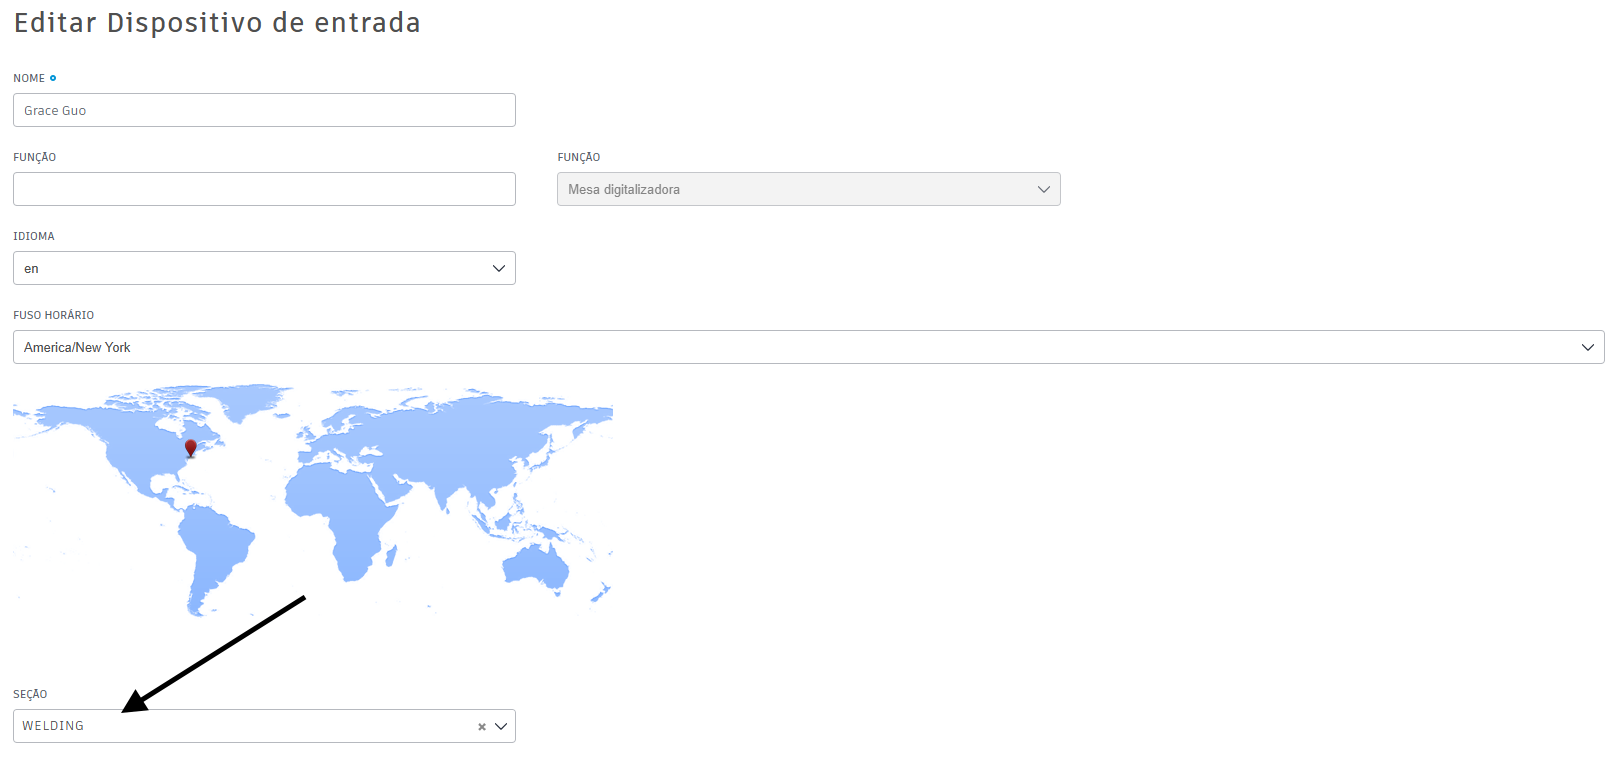 Editar Dispositivo de entrada
NOME
Grace Guo
FUNÇÃO
FUNÇÃO
Mesa digitalizadora
IDIOMA
en
FUSO HORÁRIO
America/New York
SEÇÃO
WELDING